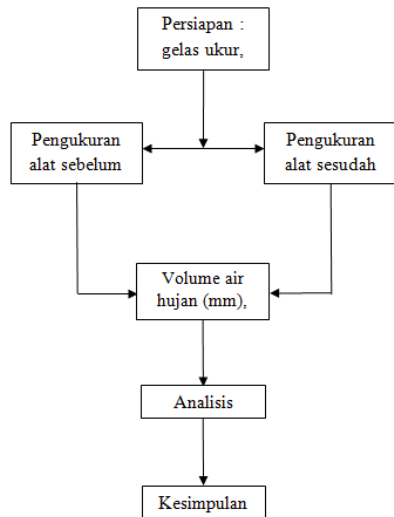 Persiapan :
gelas ukur,
Pengukuran
alat sebelum
Pengukuran
alat sesudah
Volume air
hujan (mm),
Analisis
Kesimpulan